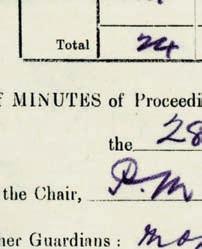 Total 24
f MINUTES of Proceedi
the 28
the Chair, P. M
her Guardians :